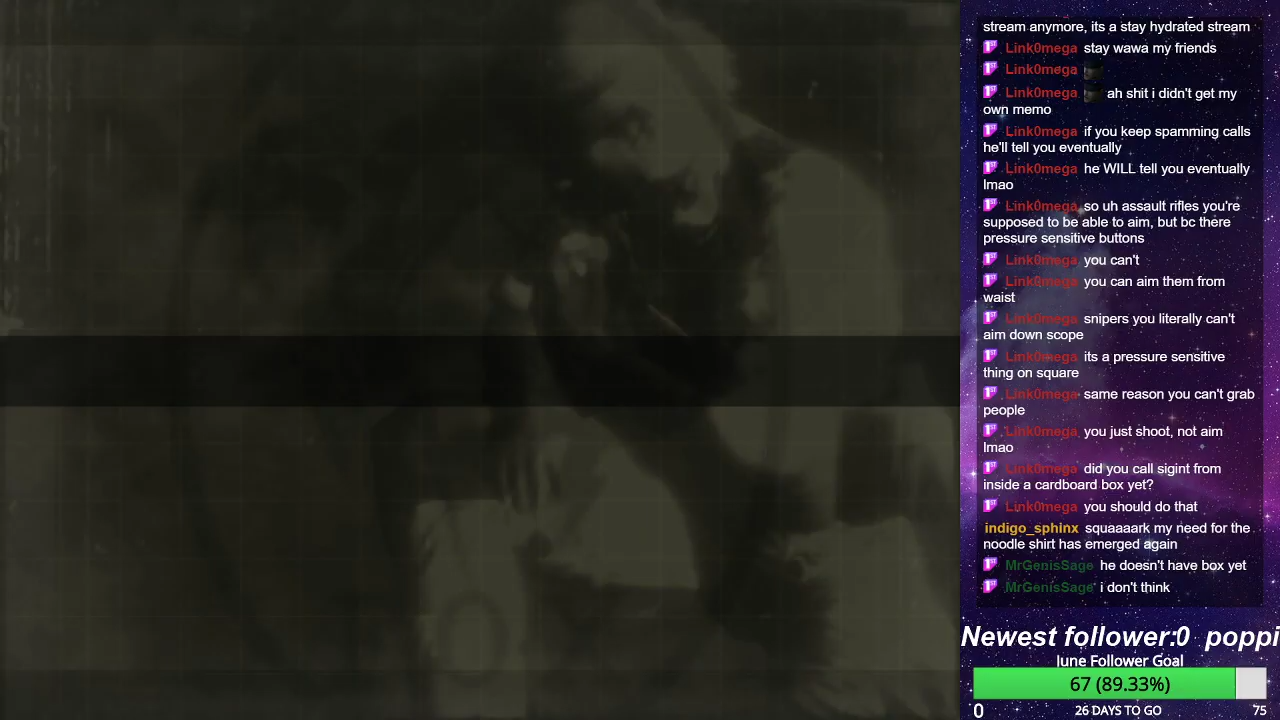 stream anymore, its a stay hydrated stream
Link0mega stay wawa my friends
Link0mega
Link0mega ah shit i didn't get my
own memo
Link0mega if you keep spamming calls
he'll tell you eventually
Link0mega he WILL tell you eventually
lmao
Link0mega so uh assault rifles you're
supposed to be able to aim, but bc there
pressure sensitive buttons
Link0mega you can't
Link0mega you can aim them from
waist
Link0mega snipers you literally can't
aim down scope
Link0mega its a pressure sensitive
thing on square
Link0mega same reason you can't grab
people
Link0mega you just shoot, not aim
lmao
Link0mega did you call sigint from
inside a cardboard box yet?
Link0mega you should do that
indigo_sphinx squaaaark my need for the
noodle shirt has emerged again
MrGenisSage he doesn't have box yet
MrGenisSage i don't think
Newest follower:0 poppi
June Follower Goal
67 (89.33%)
0 26 DAYS TO GO 75